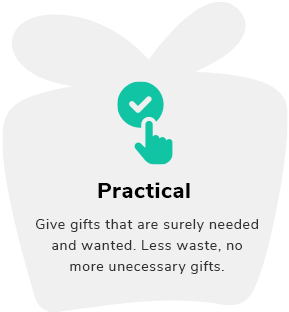 Practical
Give gifts that are surely needed
and wanted. Less waste, no
more unecessary gifts.